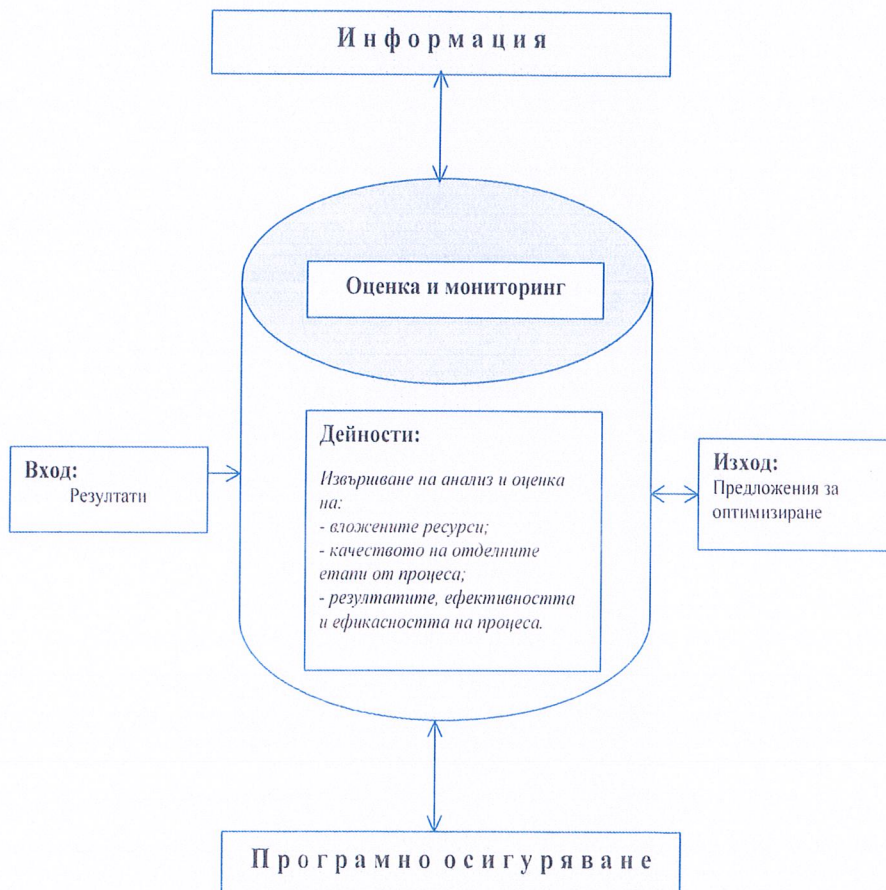 Информация
Оценка и мониторинг
Вход:
Резултати
Дейности:
Извършване на анализ и оценка
на:
- вложените ресурси;
- качеството на отделните
етапи от процеса;
- резултатите, ефективността
и ефикасността на процеса.
Изход:
Предложения за
оптимизиране
Програмно осигуряване